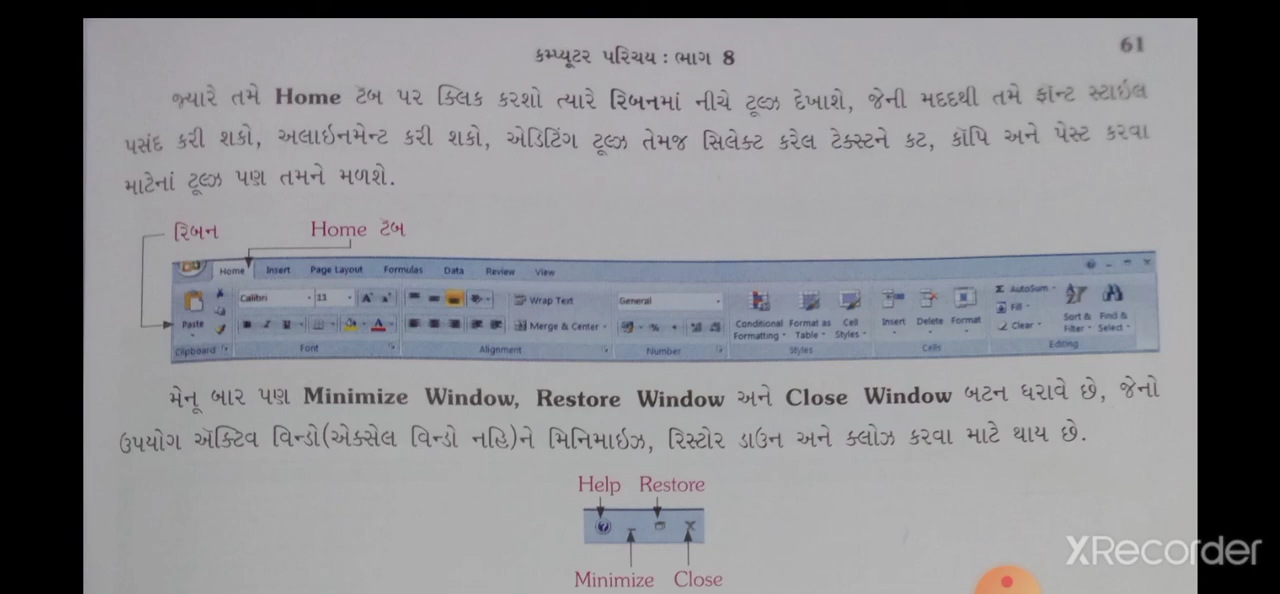 કમ્પ્યૂટર પરિચય : ભાગ 8
61
જ્યારે તમે Home ટૅબ પર ક્લિક કરશો ત્યારે રિબનમાં નીચે ટૂલ્ઝ દેખાશે, જેની મદદથી તમે ફૉન્ટ સ્ટાઇલ
પસંદ કરી શકો, અલાઇનમેન્ટ કરી શકો, એડિટિંગ ટૂલ્ઝ તેમજ સિલેક્ટ કરેલ ટેક્સ્ટને કટ, કૉપિ અને પેસ્ટ કરવા
માટેનાં ટૂલ્ઝ પણ તમને મળશે.
રિબન
Home ટૅબ
Home Insert Page Layout Formulas Data Review View
Calibri 11 A A Wrap Text General Σ AutoSum
Fill
Paste B I U A Merge & Center % Conditional Formatting Format as Table Cell Styles Insert Delete Format Clear Sort & Filter Find & Select
Clipboard Font Alignment Number Styles Cells Editing
મેનૂ બાર પણ Minimize Window, Restore Window અને Close Window બટન ધરાવે છે, જેનો
ઉપયોગ ઍક્ટિવ વિન્ડો(એક્સેલ વિન્ડો નહિ)ને મિનિમાઇઝ, રિસ્ટોર ડાઉન અને ક્લોઝ કરવા માટે થાય છે.
Help Restore
Minimize Close
XRecorder